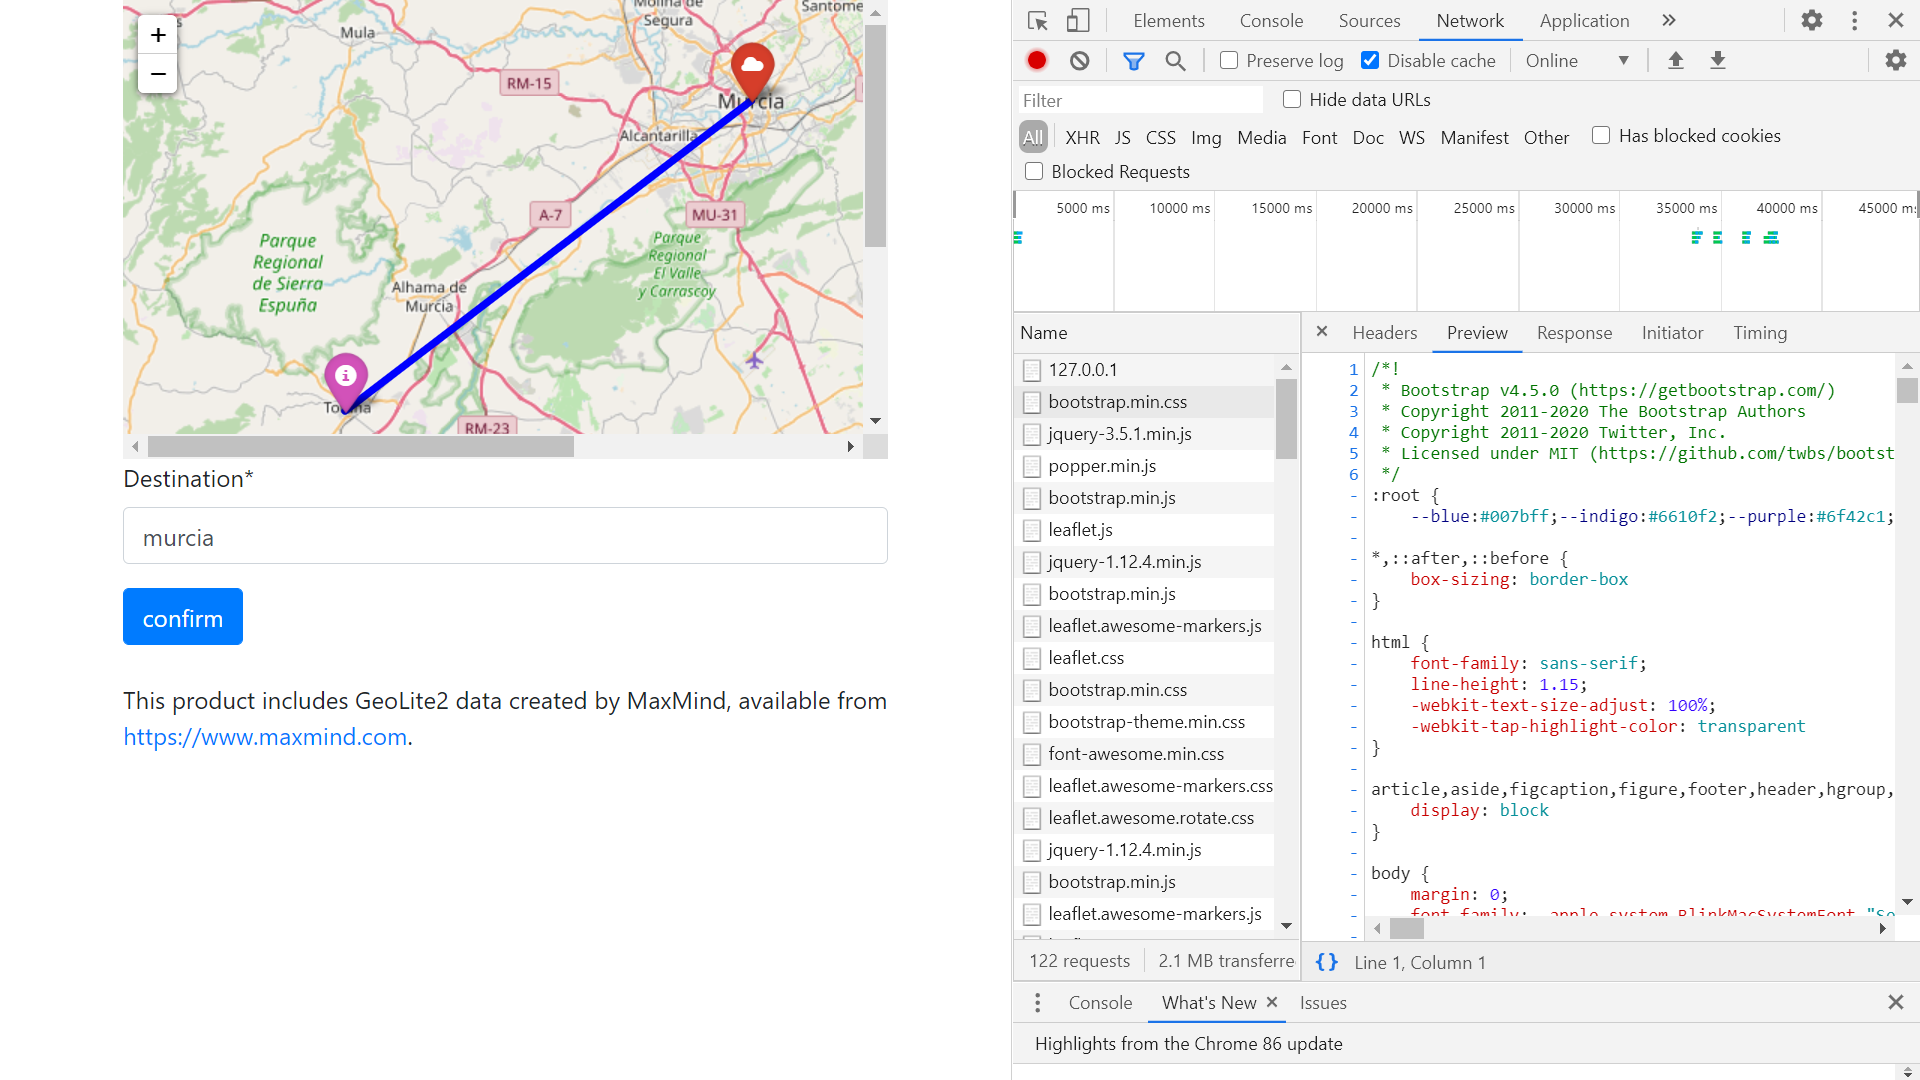 Molina de
Segura
Santome
Mula
+
−
RM-15
Murcia
Alcantarilla
A-7
MU-31
Parque
Regional
de Sierra
Espuña
Parque
Regional
El Valle
y Carrascoy
Alhama de
Murcia
RM-23
Destination*
murcia
confirm
This product includes GeoLite2 data created by MaxMind, available from
https://www.maxmind.com.
Elements Console Sources Network Application »
Preserve log Disable cache Online
Filter Hide data URLs
All XHR JS CSS Img Media Font Doc WS Manifest Other Has blocked cookies
Blocked Requests
5000 ms 10000 ms 15000 ms 20000 ms 25000 ms 30000 ms 35000 ms 40000 ms 45000 ms
Name
127.0.0.1
bootstrap.min.css
jquery-3.5.1.min.js
popper.min.js
bootstrap.min.js
leaflet.js
jquery-1.12.4.min.js
bootstrap.min.js
leaflet.awesome-markers.js
leaflet.css
bootstrap.min.css
bootstrap-theme.min.css
font-awesome.min.css
leaflet.awesome-markers.css
leaflet.awesome.rotate.css
jquery-1.12.4.min.js
bootstrap.min.js
leaflet.awesome-markers.js
122 requests 2.1 MB transferre
Headers Preview Response Initiator Timing
1 /*!
2 * Bootstrap v4.5.0 (https://getbootstrap.com/)
3 * Copyright 2011-2020 The Bootstrap Authors
4 * Copyright 2011-2020 Twitter, Inc.
5 * Licensed under MIT (https://github.com/twbs/bootst
6 */
- :root {
- --blue:#007bff;--indigo:#6610f2;--purple:#6f42c1;
-
- *,::after,::before {
- box-sizing: border-box
- }
-
- html {
- font-family: sans-serif;
- line-height: 1.15;
- -webkit-text-size-adjust: 100%;
- -webkit-tap-highlight-color: transparent
- }
-
- article,aside,figcaption,figure,footer,header,hgroup,
- display: block
- }
-
- body {
- margin: 0;
- font-family: -apple-system,BlinkMacSystemFont,"Se
{} Line 1, Column 1
Console What's New × Issues
Highlights from the Chrome 86 update